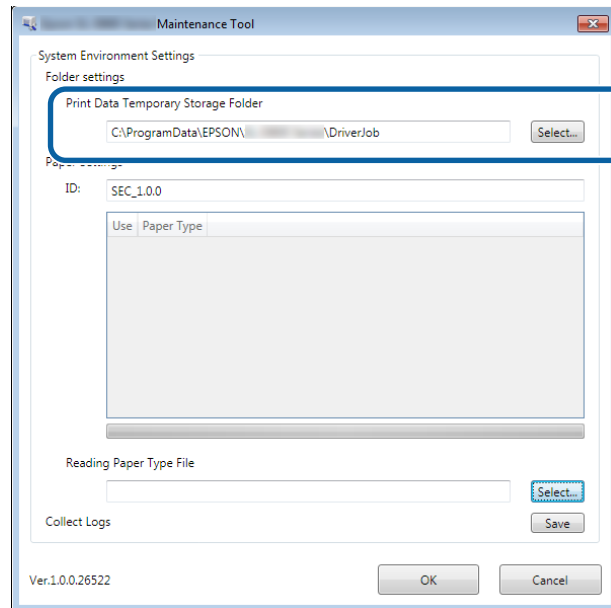 Maintenance Tool
System Environment Settings
Folder settings
Print Data Temporary Storage Folder
C:\ProgramData\EPSON\ \DriverJob Select...
ID: SEC_1.0.0
Use Paper Type
Reading Paper Type File
Select...
Collect Logs Save
Ver.1.0.0.26522 OK Cancel